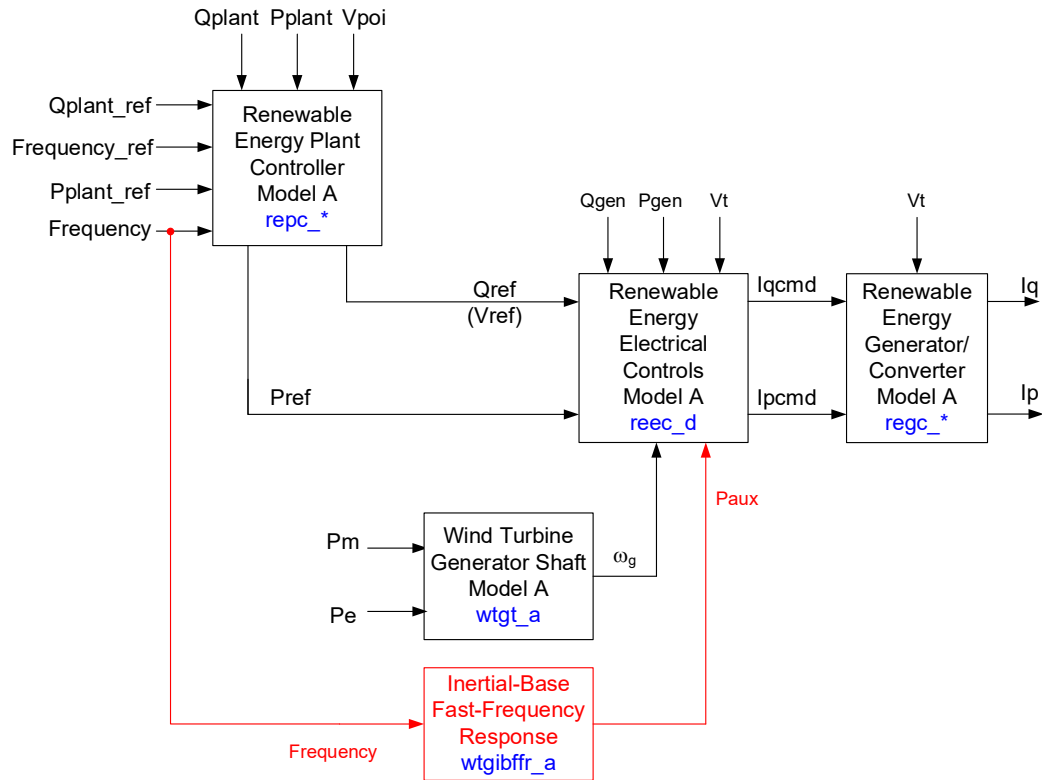 Qplant Pplant Vpoi
Qplant_ref
Frequency_ref
Pplant_ref
Frequency
Renewable
Energy Plant
Controller
Model A
repc_*
Qref
(Vref)
Pref
Qgen Pgen Vt
Renewable
Energy
Electrical
Controls
Model A
reec_d
Iqcmd
Ipcmd
Vt
Renewable
Energy
Generator/
Converter
Model A
regc_*
Iq
Ip
Paux
Pm
Pe
Wind Turbine
Generator Shaft
Model A
wtgt_a
ωg
Frequency
Inertial-Base
Fast-Frequency
Response
wtgibffr_a